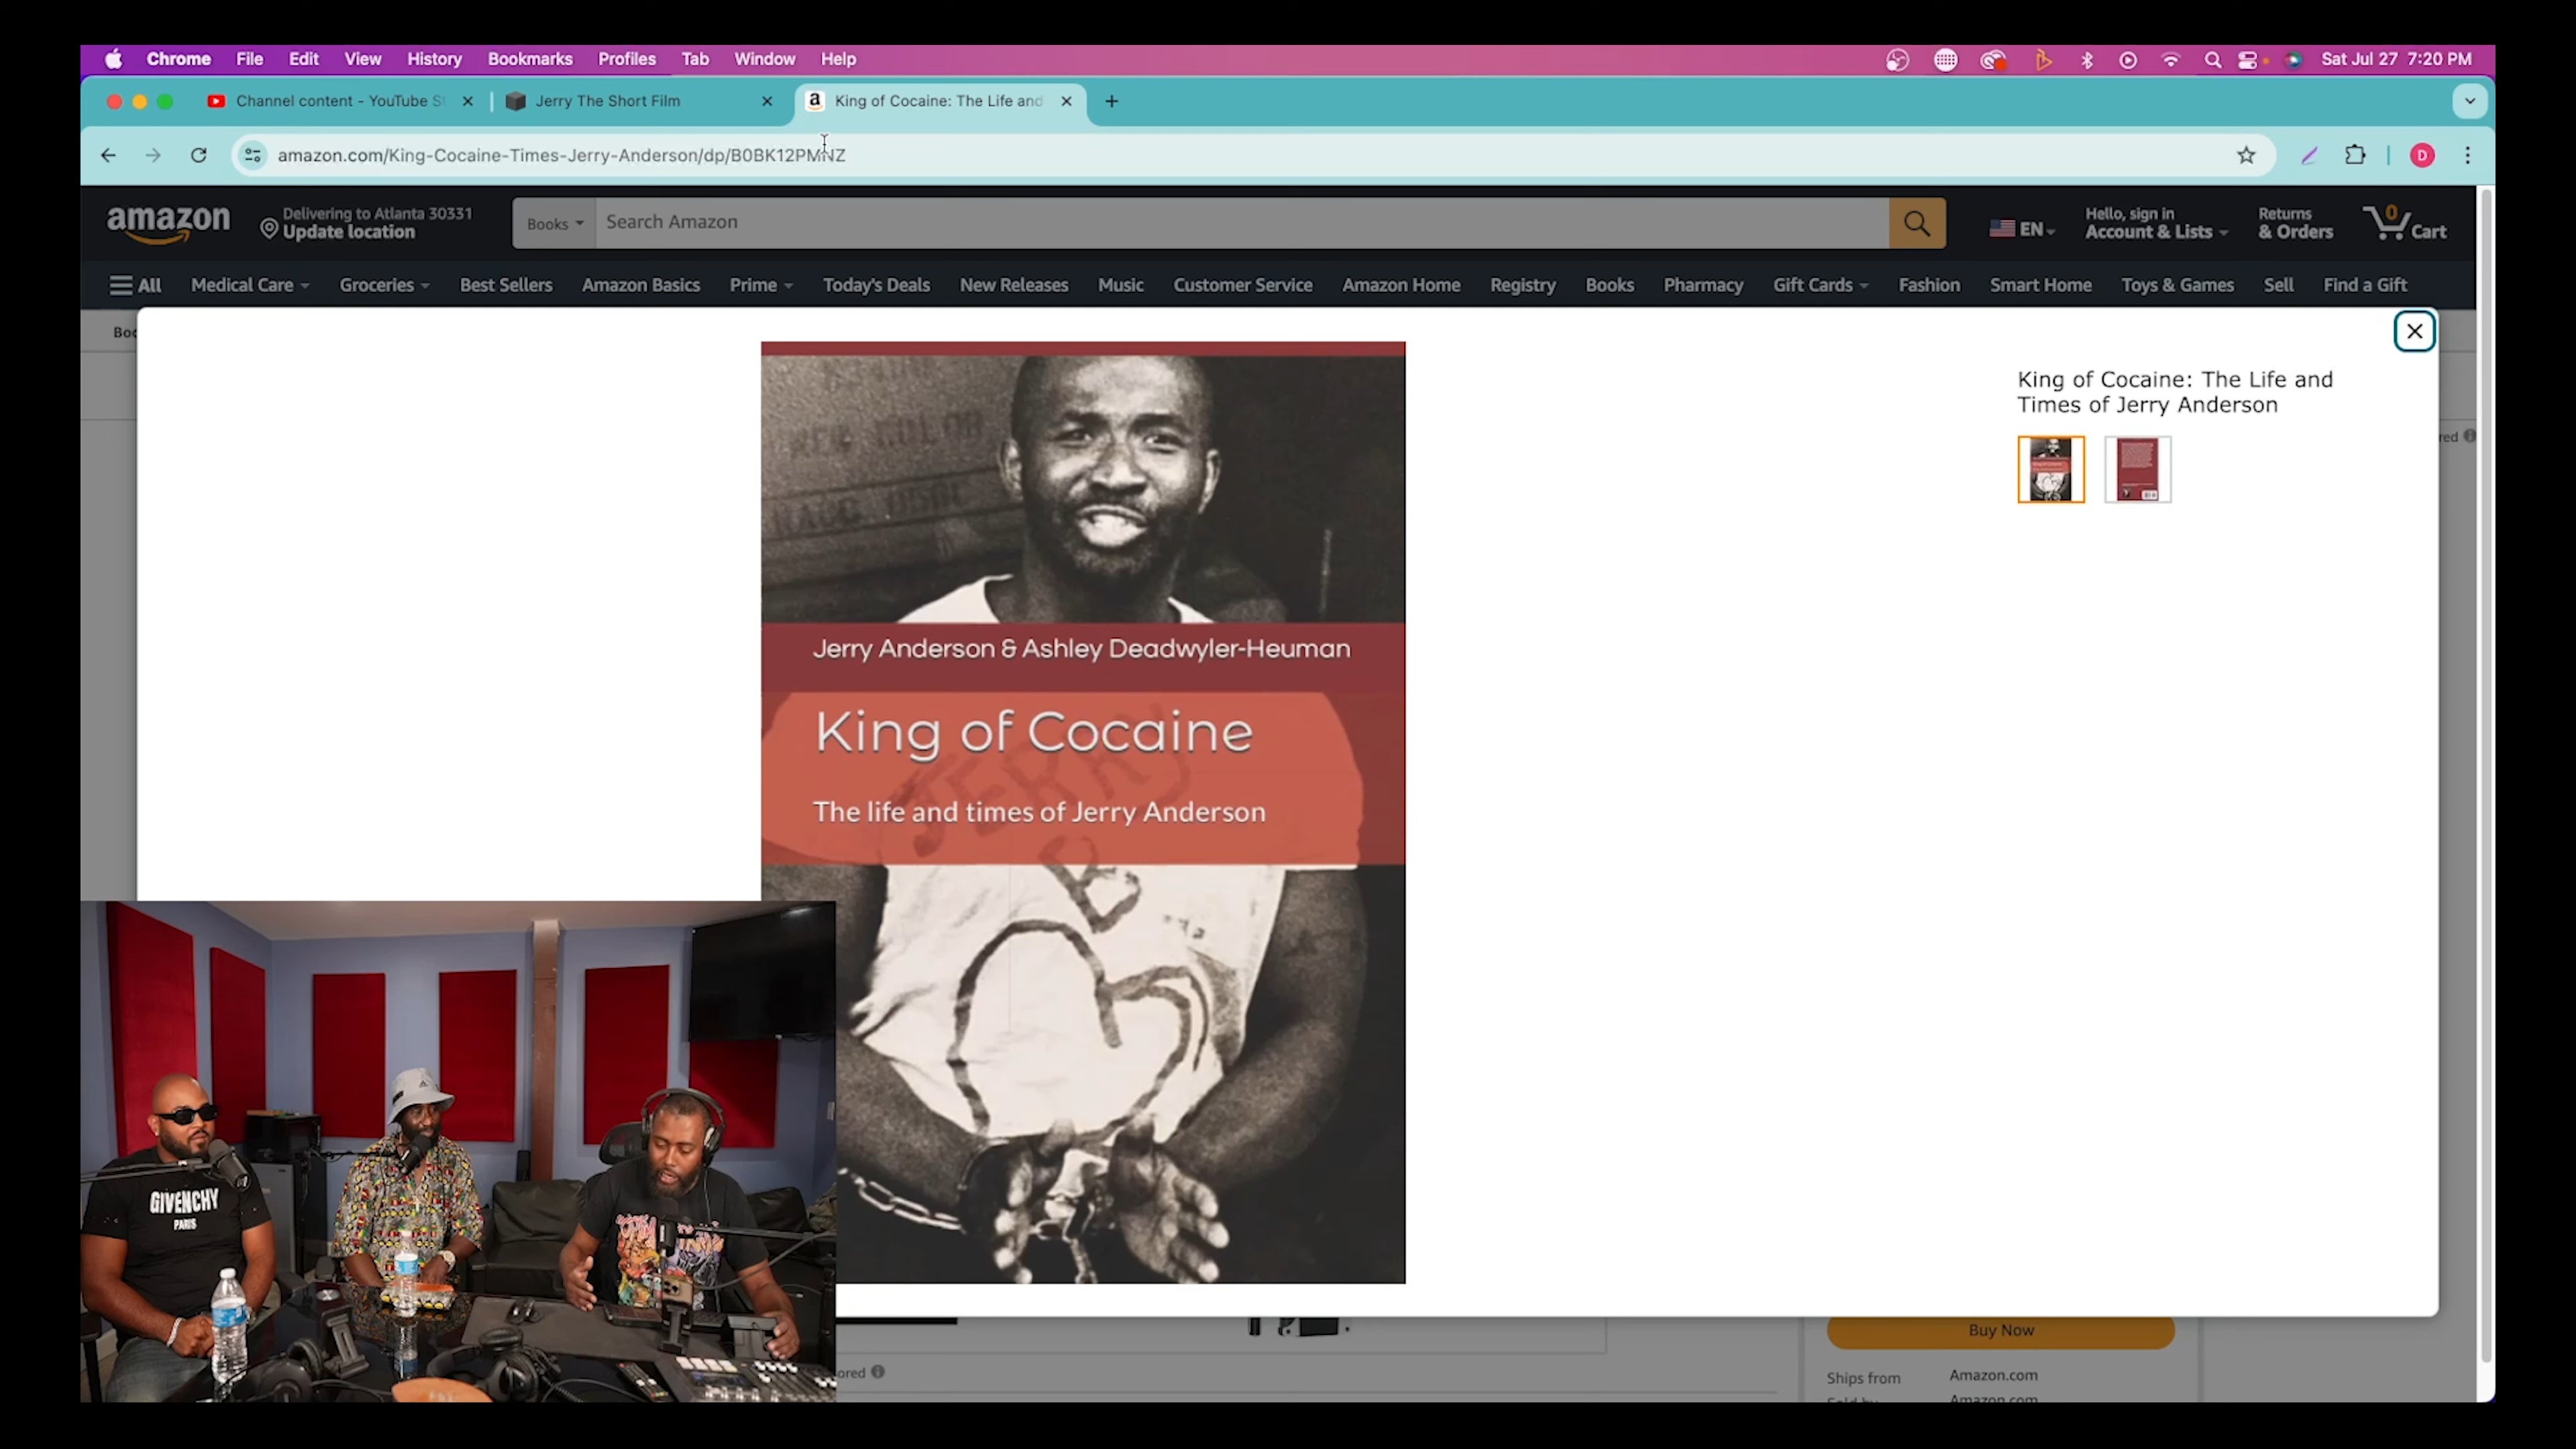 Chrome File Edit View History Bookmarks Profiles Tab Window Help Sat Jul 27 7:20 PM
Channel content - YouTube St Jerry The Short Film King of Cocaine: The Life and
amazon.com/King-Cocaine-Times-Jerry-Anderson/dp/B0BK12PMNZ D
amazon Delivering to Atlanta 30331 Update location Books Search Amazon EN Hello, sign in Account & Lists Returns & Orders 0 Cart
All Medical Care Groceries Best Sellers Amazon Basics Prime Today's Deals New Releases Music Customer Service Amazon Home Registry Books Pharmacy Gift Cards Fashion Smart Home Toys & Games Sell Find a Gift
King of Cocaine: The Life and
Times of Jerry Anderson
Jerry Anderson & Ashley Deadwyler-Heuman
King of Cocaine
JERRY
The life and times of Jerry Anderson
GIVENCHY
PARIS
Buy Now
Ships from Amazon.com